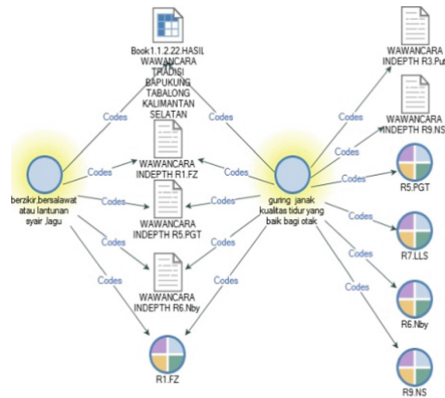 Book1.1.2.22.HASIL
WAWANCARA
TRADISI
BAPUKUNG
TABALONG
KALIMANTAN
SELATAN
WAWANCARA
INDEPTH R3.Put
Codes
Codes
Codes
WAWANCARA
INDEPTH R9.NS
Codes
WAWANCARA
INDEPTH R1.FZ
Codes
Codes
Codes
R5.PGT
berzikir,bersalawat
atau lantunan
syair ,lagu
Codes
WAWANCARA
INDEPTH R5.PGT
Codes
guring janak
kualitas tidur yang
baik bagi otak
Codes
R7.LLS
Codes
Codes
Codes
WAWANCARA
INDEPTH R6.Nby
Codes
Codes
Codes
R6.Nby
R1.FZ
R9.NS